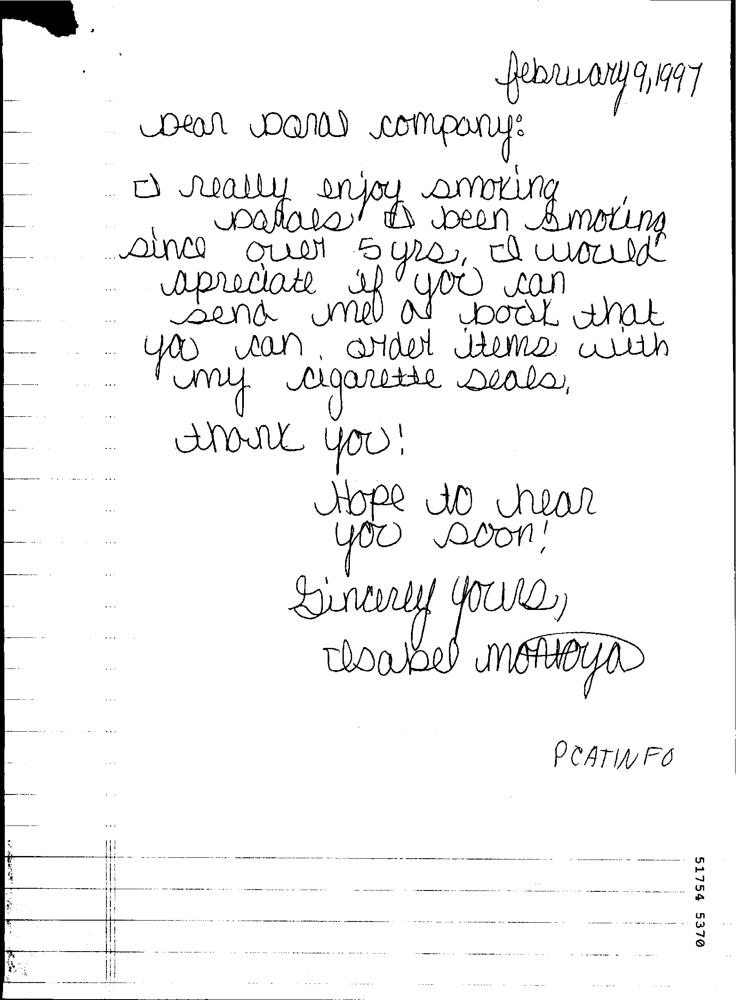 february 9, 1997
Dear Doral company:
I really enjoy smoking
Dorals I been smoking
since over 5 yrs, I would
apreciate if you can
send me a book that
you can order items with
my cigarette seals,
thank you!
Hope to hear
you soon!
Sincerely yours,
Isabel montoya
PCATINFO
51754 5370